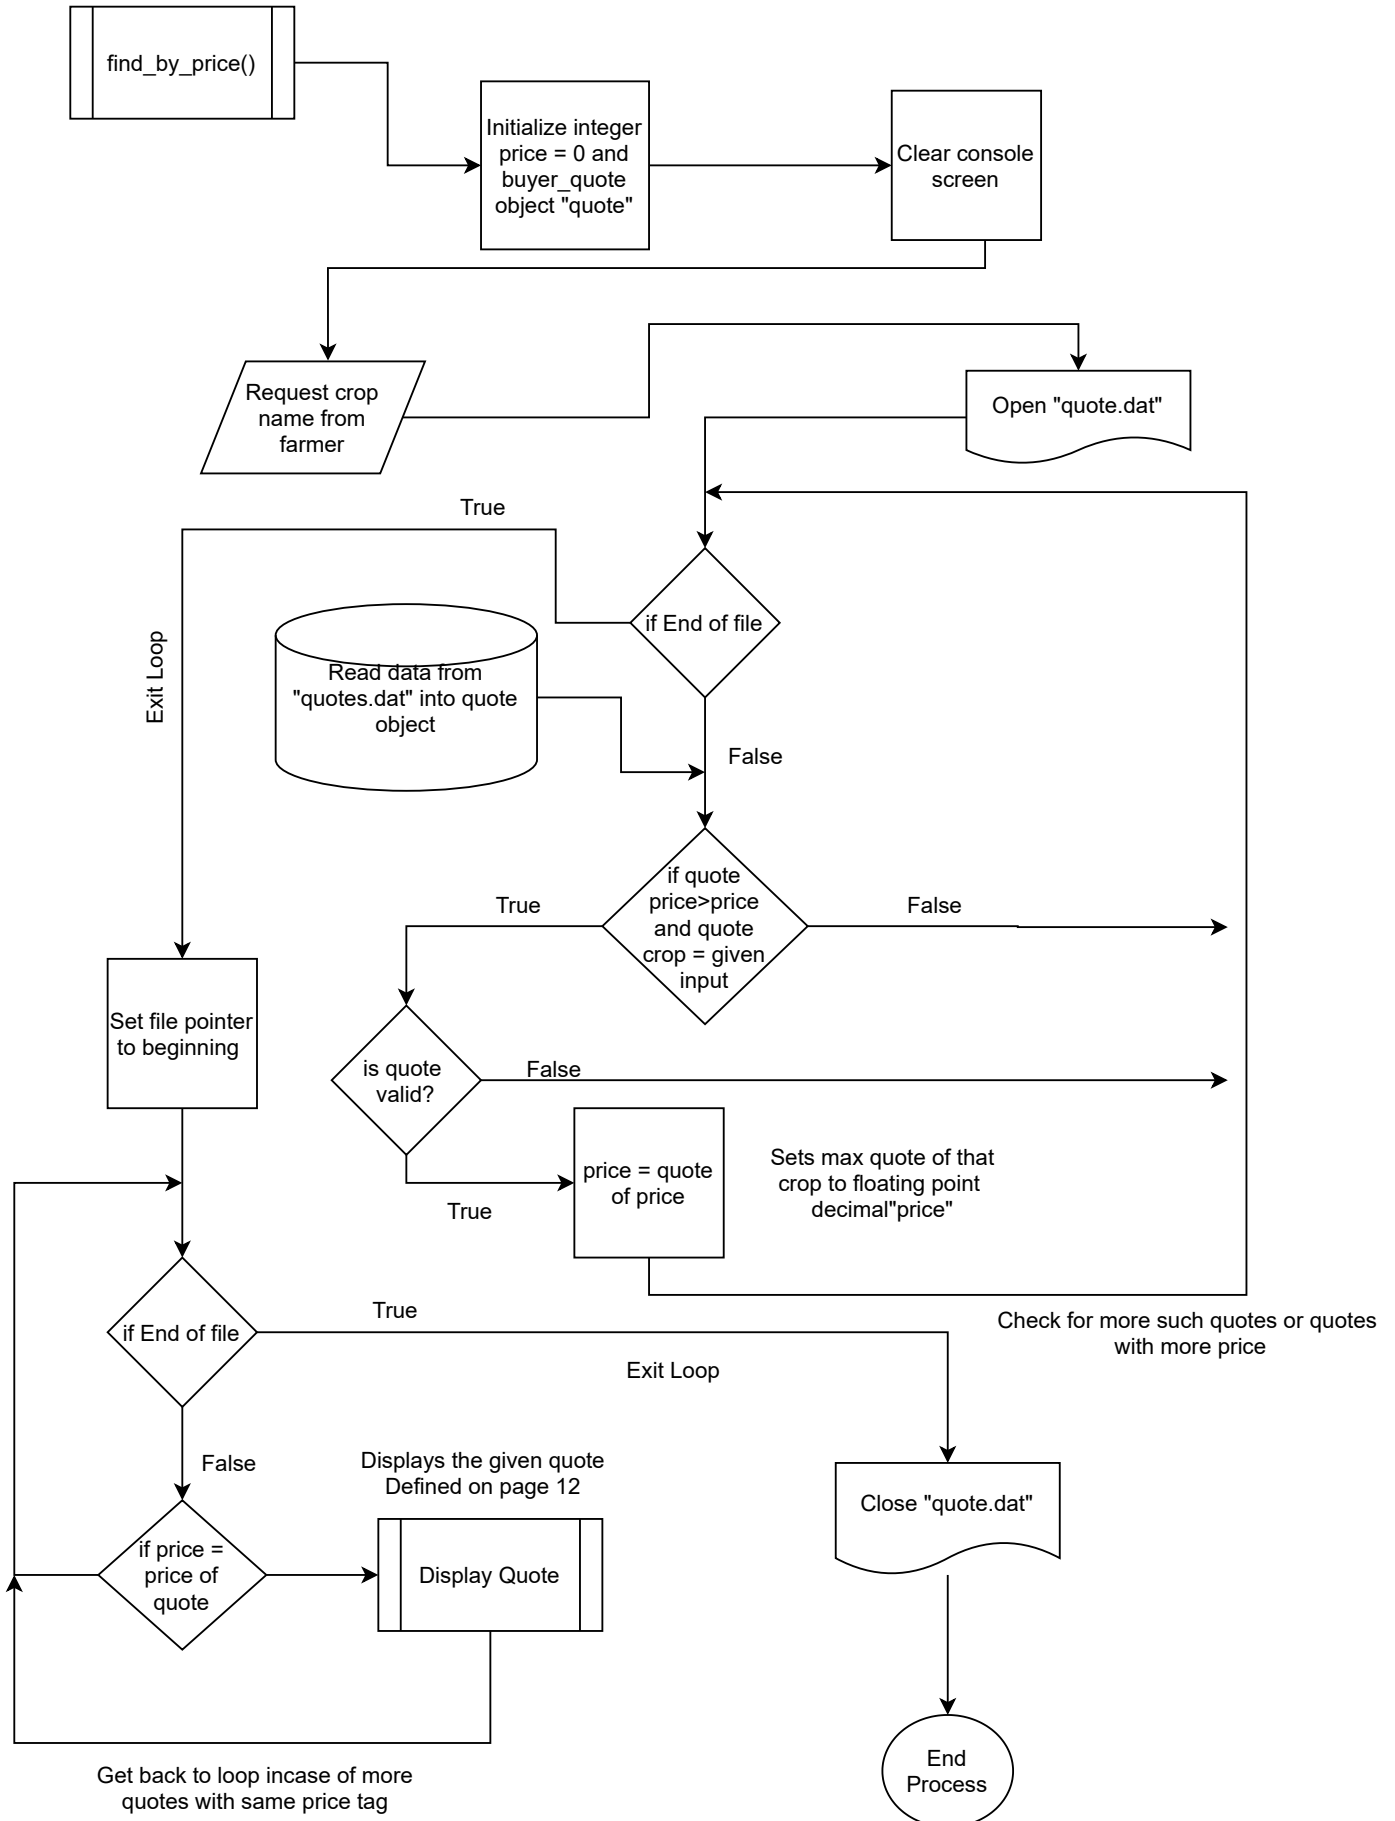 find_by_price()
Initialize integer
price = 0 and
buyer_quote
object "quote"
Clear console
screen
Request crop
name from
farmer
Open "quote.dat"
True
if End of file
Exit Loop
Read data from
"quotes.dat" into quote
object
False
if quote
price>price
and quote
crop = given
input
True
False
Set file pointer
to beginning
is quote
valid?
False
price = quote
of price
Sets max quote of that
crop to floating point
decimal"price"
True
if End of file
True
Check for more such quotes or quotes
with more price
Exit Loop
False
Displays the given quote
Defined on page 12
Close "quote.dat"
if price =
price of
quote
Display Quote
End
Process
Get back to loop incase of more
quotes with same price tag